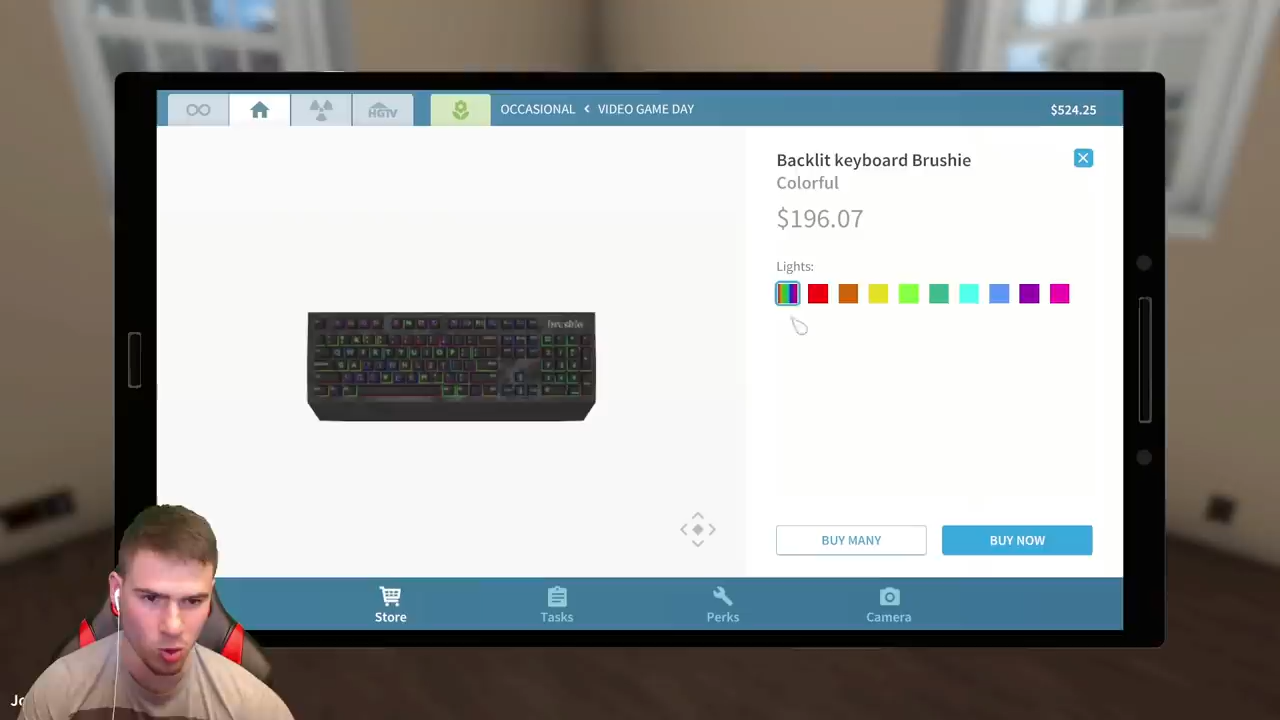 HGTV
OCCASIONAL < VIDEO GAME DAY
$524.25
Backlit keyboard Brushie
Colorful
$196.07
Lights:
BUY MANY
BUY NOW
Store
Tasks
Perks
Camera